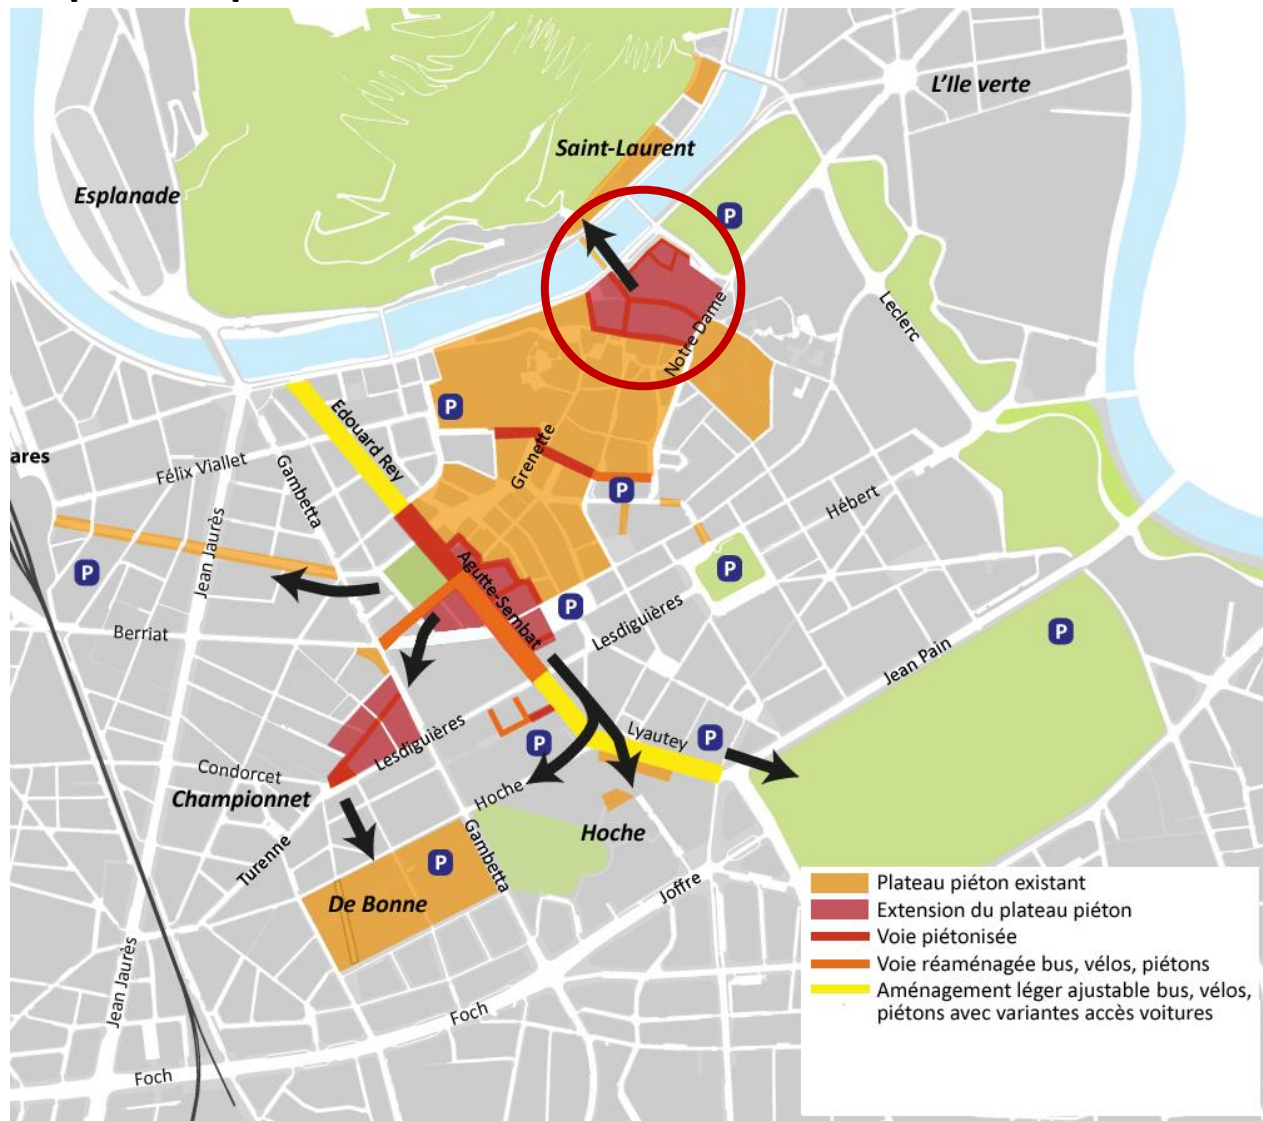 L'Ile verte
Saint-Laurent
Esplanade
P
Leclerc
Notre Dame
P
Edouard Rey
ares
Félix Viallet
Gambetta
Grenette
P
Hébert
Jean Jaurès
P
Agutte-Sembat
P
P
Lesdiguières
Berriat
P
Jean Pain
Lesdiguières
P
Lyautey
P
Condorcet
Championnet
Hoche
Hoche
Turenne
Gambetta
P
De Bonne
Joffre
Jean Jaurès
Foch
Foch
Plateau piéton existant
Extension du plateau piéton
Voie piétonisée
Voie réaménagée bus, vélos, piétons
Aménagement léger ajustable bus, vélos,
piétons avec variantes accès voitures